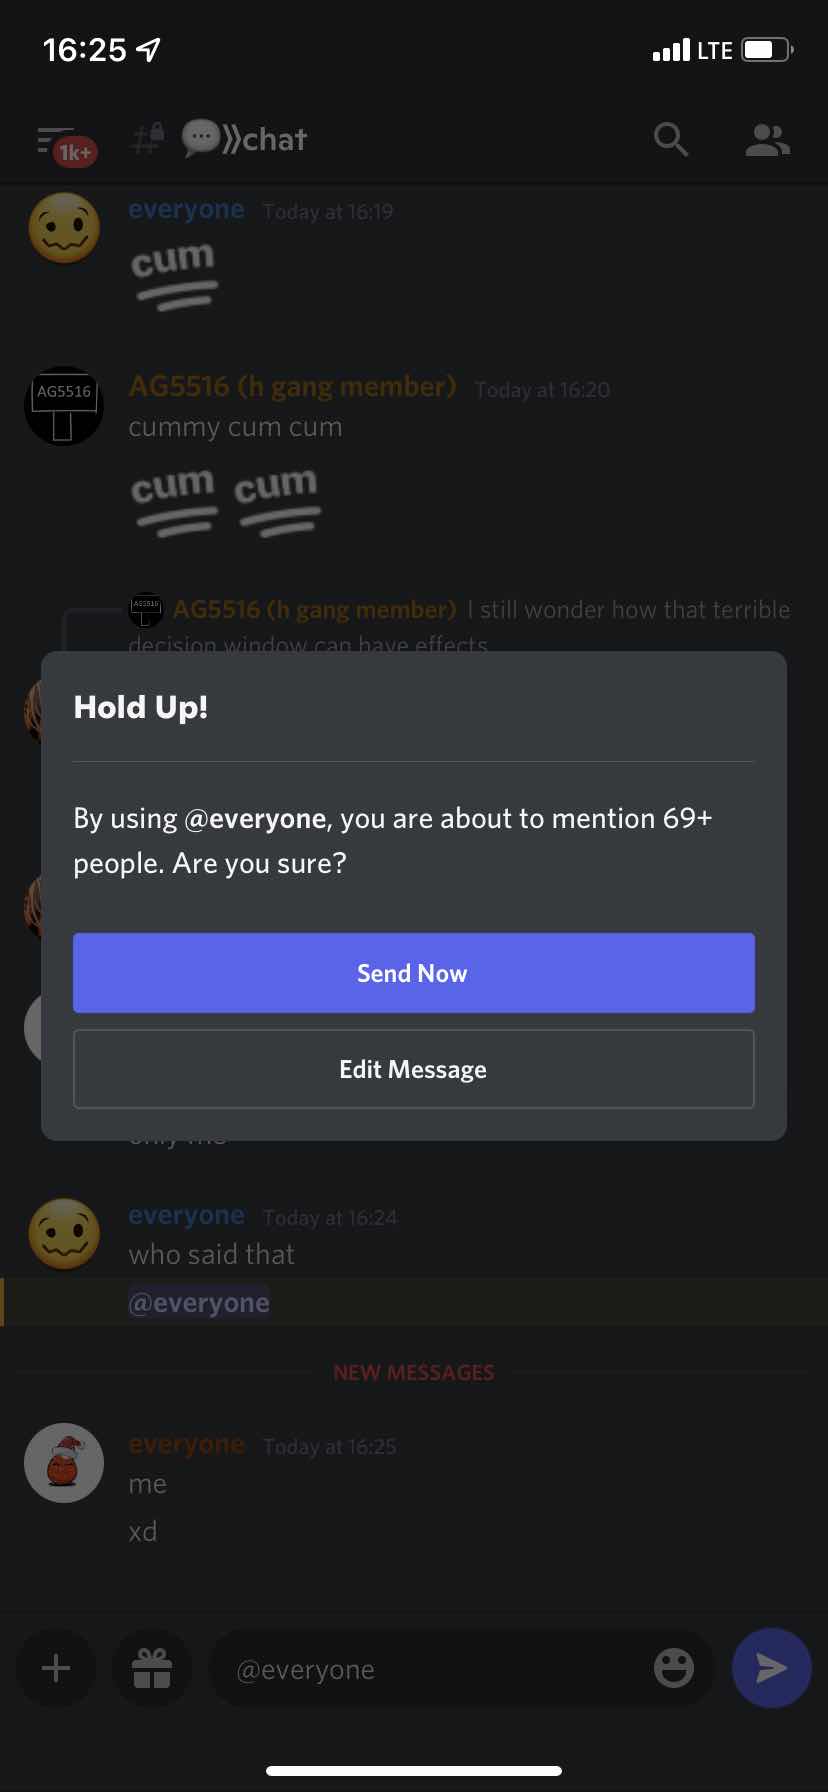 16:25 LTE
1k+ chat
everyone Today at 16:19
cum
AG5516 AG5516 (h gang member) Today at 16:20
cummy cum cum
cum cum
AG5516 AG5516 (h gang member) I still wonder how that terrible
decision window can have effects
Hold Up!
By using @everyone, you are about to mention 69+
people. Are you sure?
Send Now
Edit Message
only me
everyone Today at 16:24
who said that
@everyone
NEW MESSAGES
everyone Today at 16:25
me
xd
@everyone